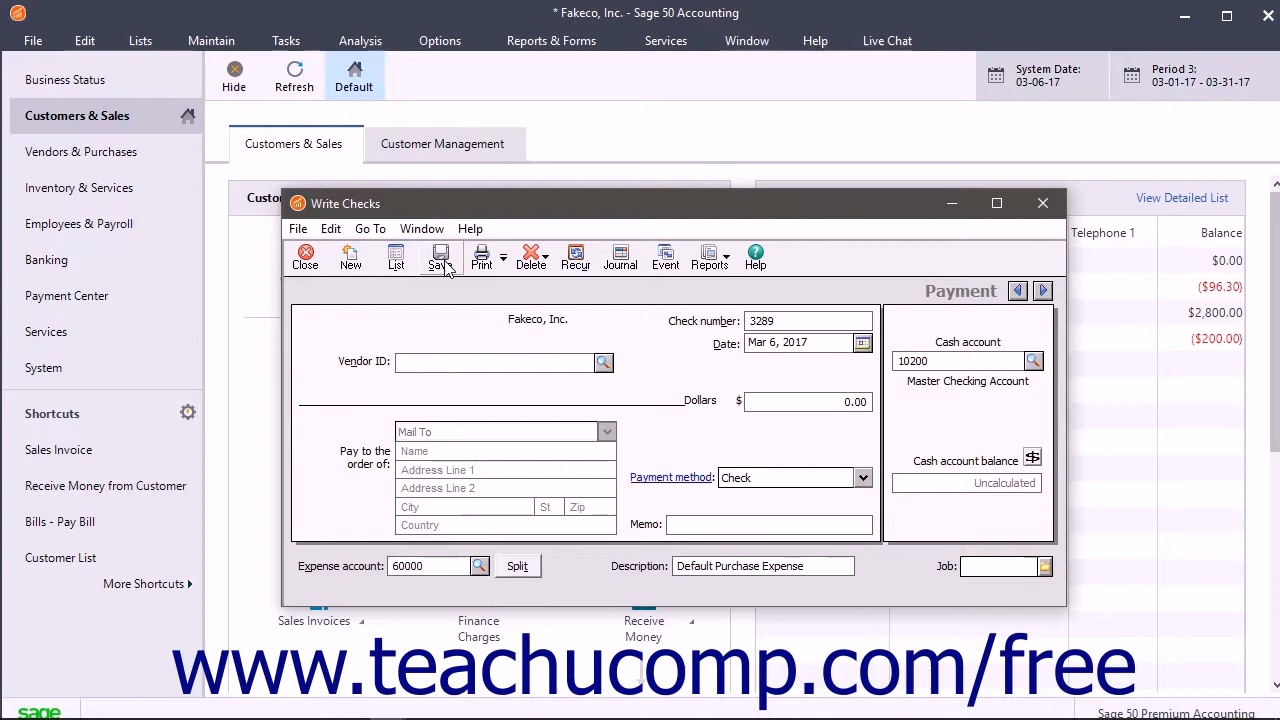 * Fakeco, Inc. - Sage 50 Accounting
File Edit Lists Maintain Tasks Analysis Options Reports & Forms Services Window Help Live Chat
Business Status
Customers & Sales
Vendors & Purchases
Inventory & Services
Employees & Payroll
Banking
Payment Center
Services
System
Shortcuts
Sales Invoice
Receive Money from Customer
Bills - Pay Bill
Customer List
More Shortcuts
Hide Refresh Default
System Date:
03-06-17
Period 3:
03-01-17 - 03-31-17
Customers & Sales Customer Management
View Detailed List
Telephone 1 Balance
$0.00
($96.30)
$2,800.00
($200.00)
Write Checks
File Edit Go To Window Help
Close New List Save Print Delete Recur Journal Event Reports Help
Payment
Fakeco, Inc.
Check number: 3289
Date: Mar 6, 2017
Vendor ID:
Dollars $ 0.00
Cash account
10200
Master Checking Account
Pay to the
order of:
Mail To
Name
Address Line 1
Address Line 2
City St Zip
Country
Payment method: Check
Memo:
Cash account balance
Uncalculated
Expense account: 60000 Split Description: Default Purchase Expense Job:
Sales Invoices
Finance
Charges
Receive
Money
www.teachucomp.com/free
sage
Sage 50 Premium Accounting